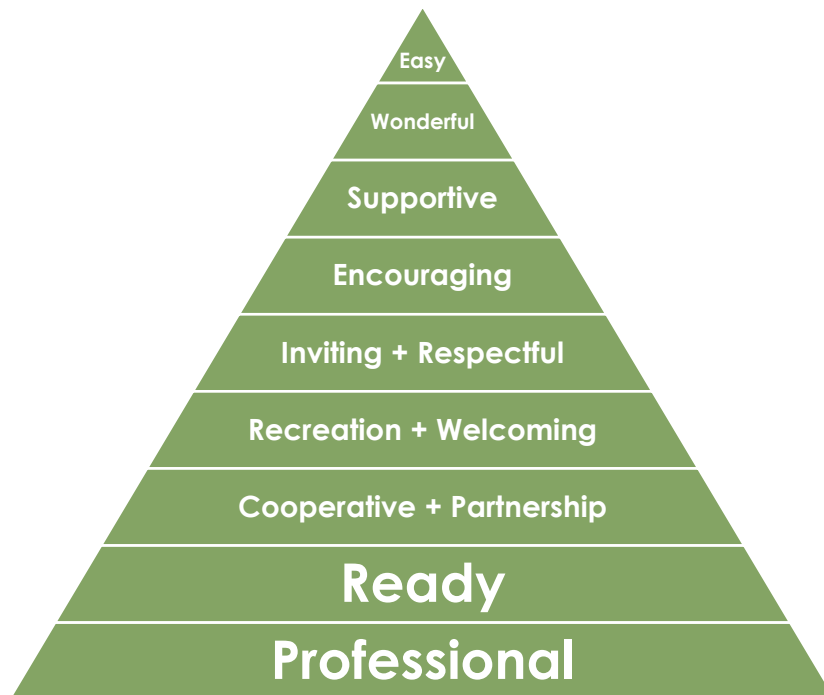 Easy
Wonderful
Supportive
Encouraging
Inviting + Respectful
Recreation + Welcoming
Cooperative + Partnership
Ready
Professional